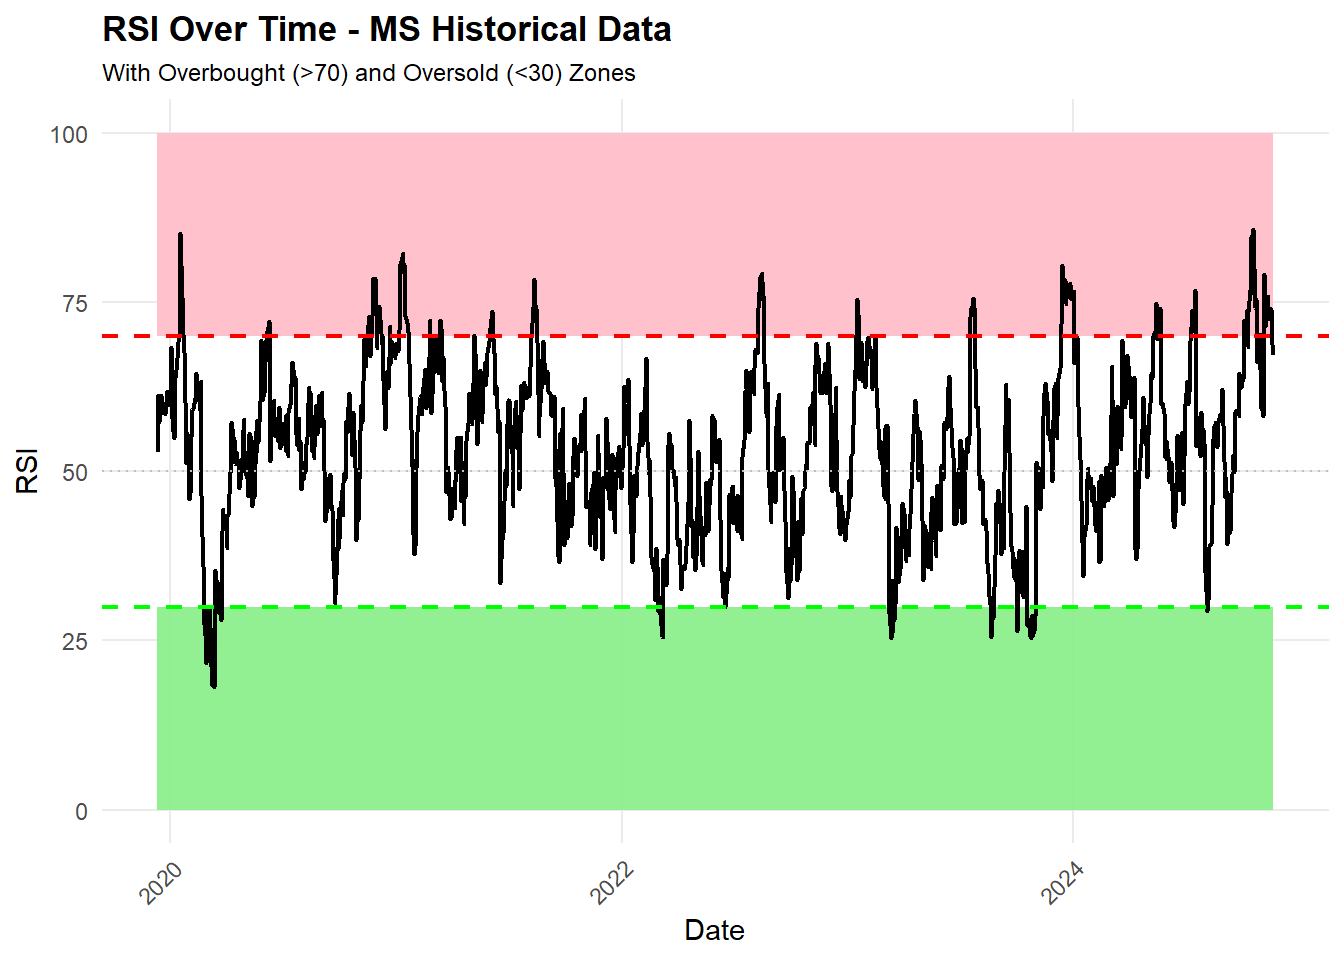 RSI Over Time - MS Historical Data
With Overbought (>70) and Oversold (<30) Zones
100
75
50
25
0
RSI
2020
2022
2024
Date